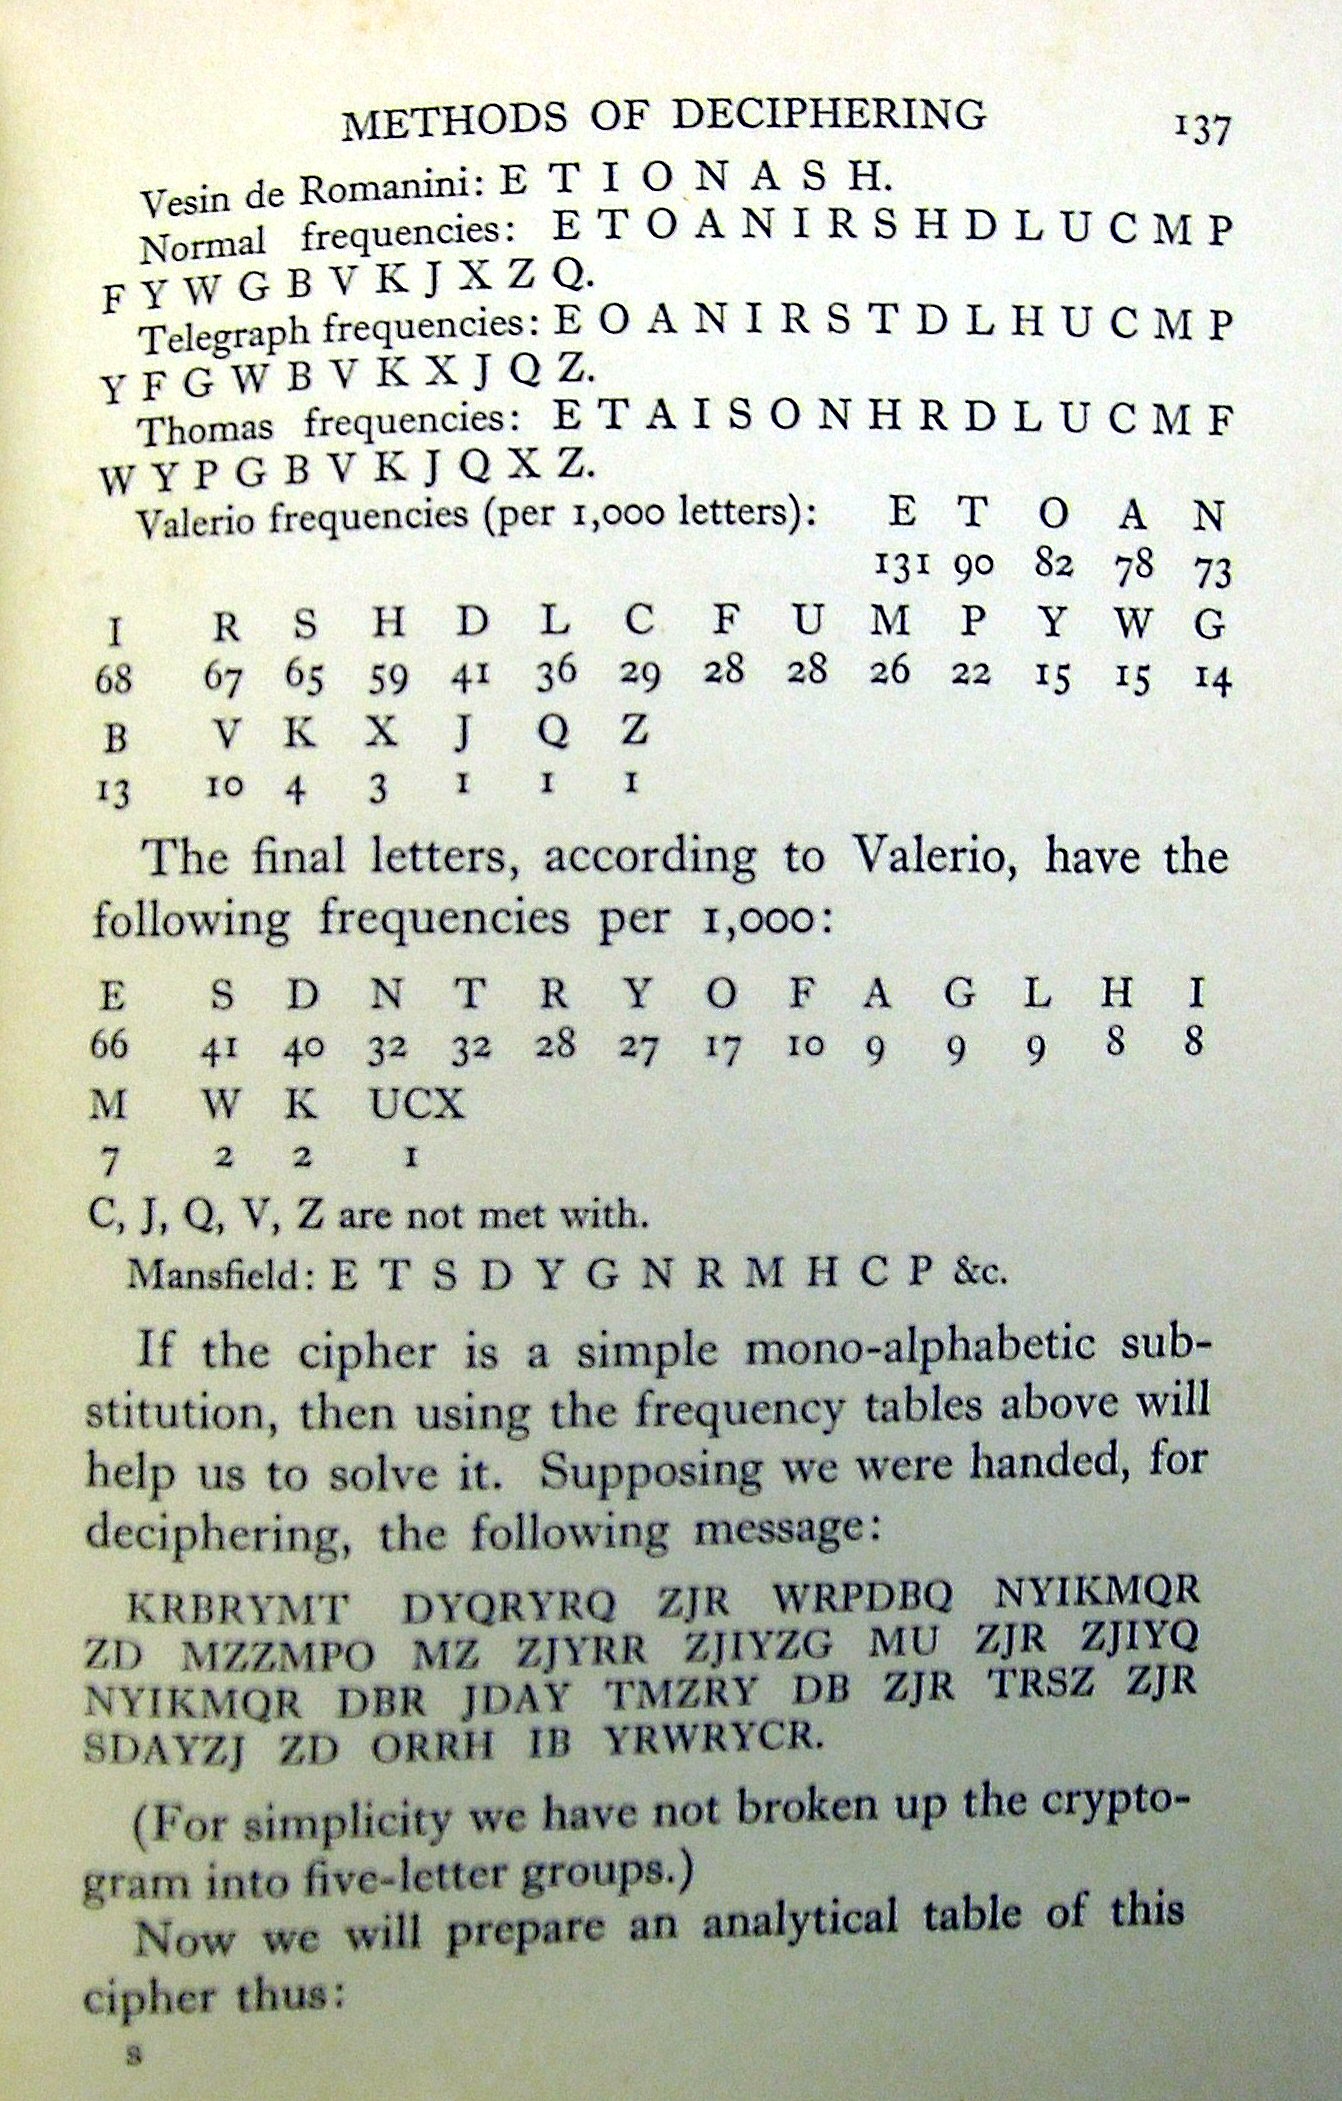 METHODS OF DECIPHERING 137
Vesin de Romanini: E T I O N A S H.
Normal frequencies: E T O A N I R S H D L U C M P
F Y W G B V K J X Z Q.
Telegraph frequencies: E O A N I R S T D L H U C M P
Y F G W B V K X J Q Z.
Thomas frequencies: E T A I S O N H R D L U C M F
W Y P G B V K J Q X Z.
Valerio frequencies (per 1,000 letters): E T O A N
131 90 82 78 73
I R S H D L C F U M P Y W G
68 67 65 59 41 36 29 28 28 26 22 15 15 14
B V K X J Q Z
13 10 4 3 1 1 1
The final letters, according to Valerio, have the
following frequencies per 1,000:
E S D N T R Y O F A G L H I
66 41 40 32 32 28 27 17 10 9 9 9 8 8
M W K UCX
7 2 2 1
C, J, Q, V, Z are not met with.
Mansfield: E T S D Y G N R M H C P &c.
If the cipher is a simple mono-alphabetic sub-
stitution, then using the frequency tables above will
help us to solve it. Supposing we were handed, for
deciphering, the following message:
KRBRYMT DYQRYRQ ZJR WRPDBQ NYIKMQR
ZD MZZMPO MZ ZJYRR ZJIYZG MU ZJR ZJIYQ
NYIKMQR DBR JDAY TMZRY DB ZJR TRSZ ZJR
SDAYZJ ZD ORRH IB YRWRYCR.
(For simplicity we have not broken up the crypto-
gram into five-letter groups.)
Now we will prepare an analytical table of this
cipher thus:
s